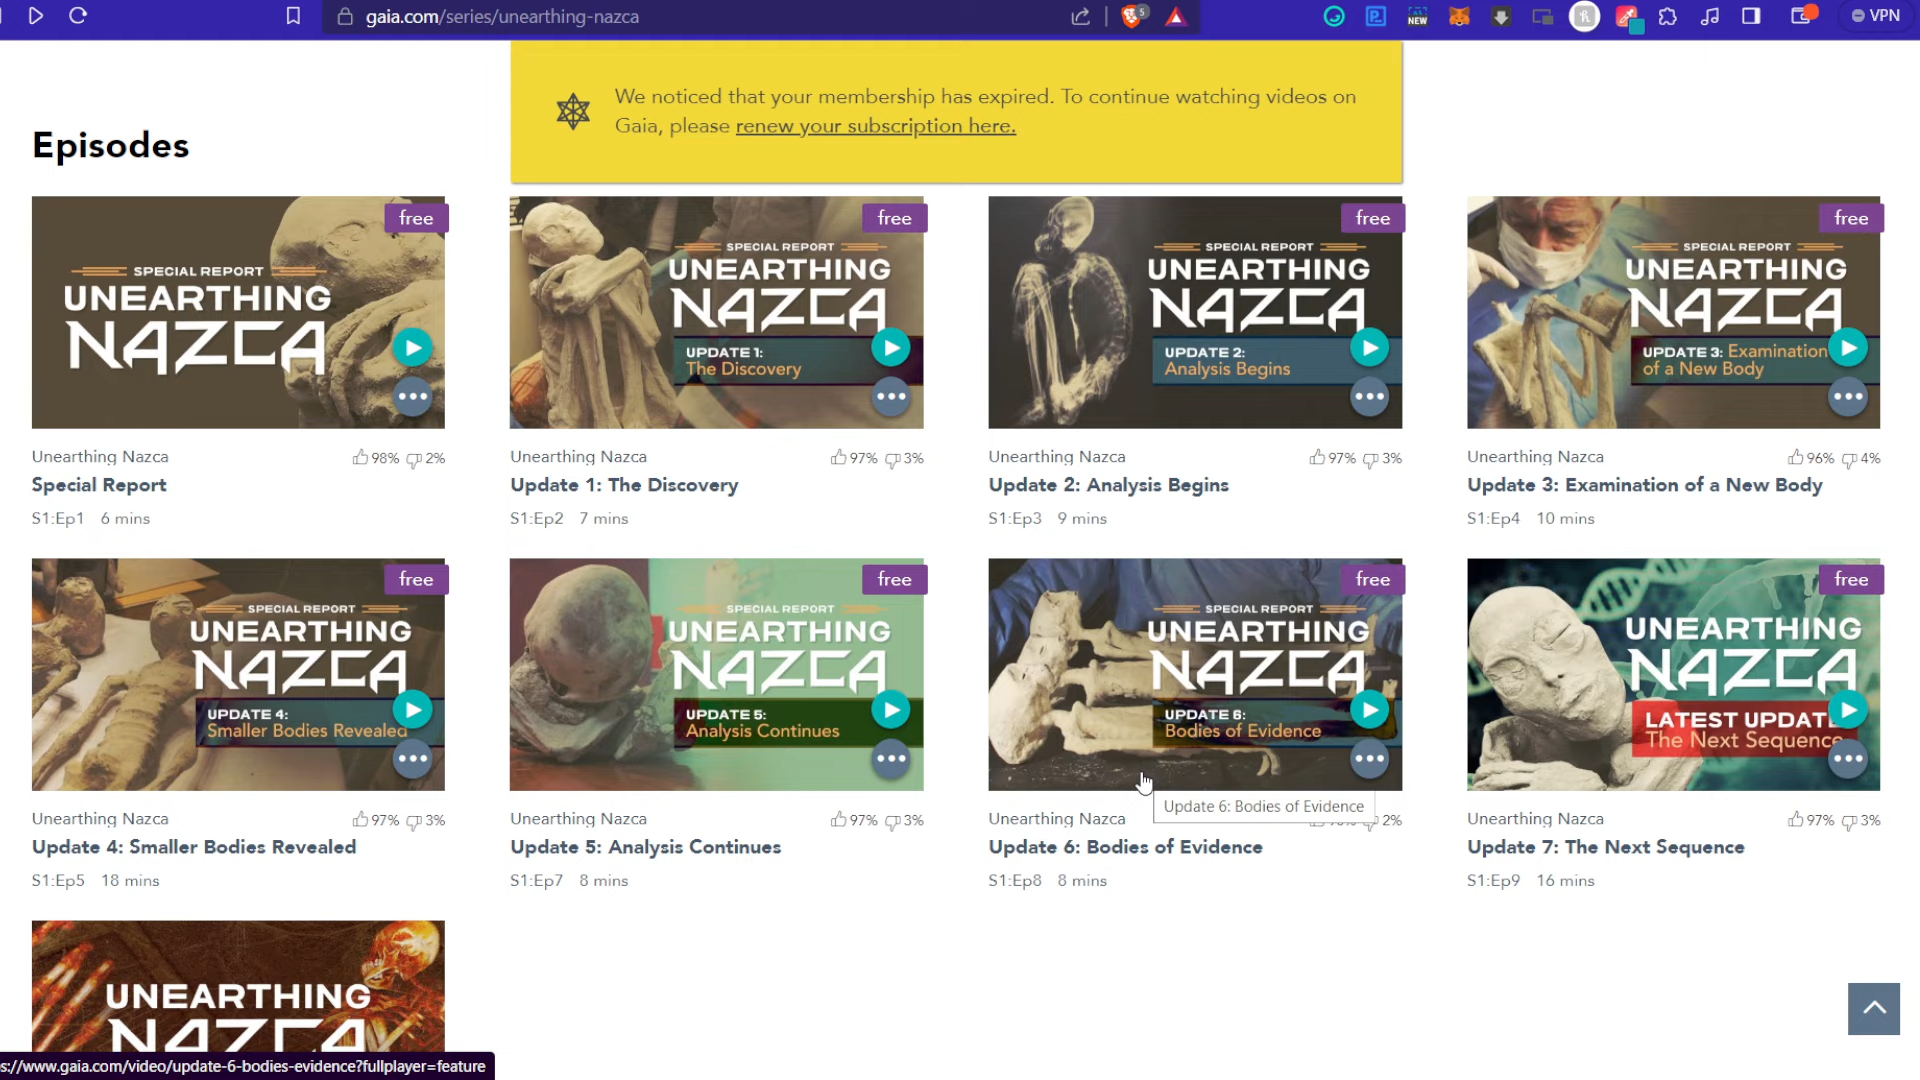 gaia.com/series/unearthing-nazca
5
NEW
VPN
We noticed that your membership has expired. To continue watching videos on
Gaia, please renew your subscription here.
Episodes
free
SPECIAL REPORT
UNEARTHING
NAZCA
Unearthing Nazca
98% 2%
Special Report
S1:Ep1 6 mins
free
SPECIAL REPORT
UNEARTHING
NAZCA
UPDATE 1:
The Discovery
Unearthing Nazca
97% 3%
Update 1: The Discovery
S1:Ep2 7 mins
free
SPECIAL REPORT
UNEARTHING
NAZCA
UPDATE 2:
Analysis Begins
Unearthing Nazca
97% 3%
Update 2: Analysis Begins
S1:Ep3 9 mins
free
SPECIAL REPORT
UNEARTHING
NAZCA
UPDATE 3: Examination
of a New Body
Unearthing Nazca
96% 4%
Update 3: Examination of a New Body
S1:Ep4 10 mins
free
SPECIAL REPORT
UNEARTHING
NAZCA
UPDATE 4:
Smaller Bodies Revealed
Unearthing Nazca
97% 3%
Update 4: Smaller Bodies Revealed
S1:Ep5 18 mins
free
SPECIAL REPORT
UNEARTHING
NAZCA
UPDATE 5:
Analysis Continues
Unearthing Nazca
97% 3%
Update 5: Analysis Continues
S1:Ep7 8 mins
free
SPECIAL REPORT
UNEARTHING
NAZCA
UPDATE 6:
Bodies of Evidence
Update 6: Bodies of Evidence
Unearthing Nazca
2%
Update 6: Bodies of Evidence
S1:Ep8 8 mins
free
UNEARTHING
NAZCA
LATEST UPDATE
The Next Sequence
Unearthing Nazca
97% 3%
Update 7: The Next Sequence
S1:Ep9 16 mins
UNEARTHING
NAZCA
s://www.gaia.com/video/update-6-bodies-evidence?fullplayer=feature